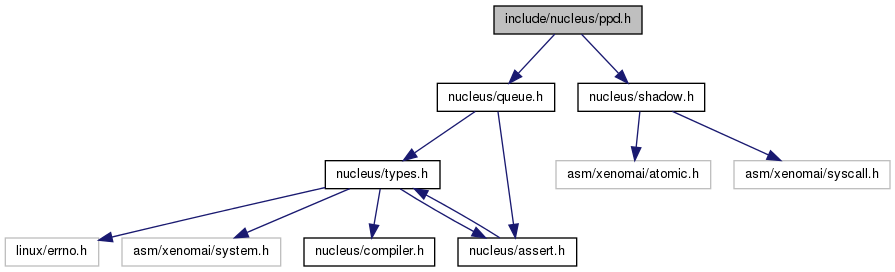 include/nucleus/ppd.h
nucleus/queue.h
nucleus/shadow.h
nucleus/types.h
asm/xenomai/atomic.h
asm/xenomai/syscall.h
linux/errno.h
asm/xenomai/system.h
nucleus/compiler.h
nucleus/assert.h